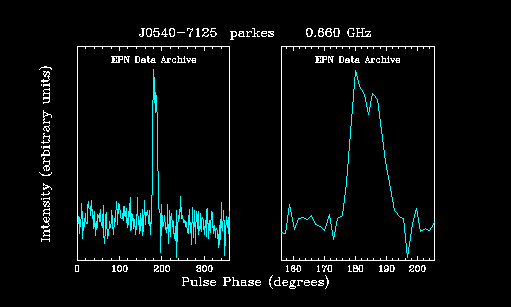 J0540-7125 parkes 0.660 GHz
EPN Data Archive EPN Data Archive
Intensity (arbitrary units)
0 100 200 300 160 170 180 190 200
Pulse Phase (degrees)